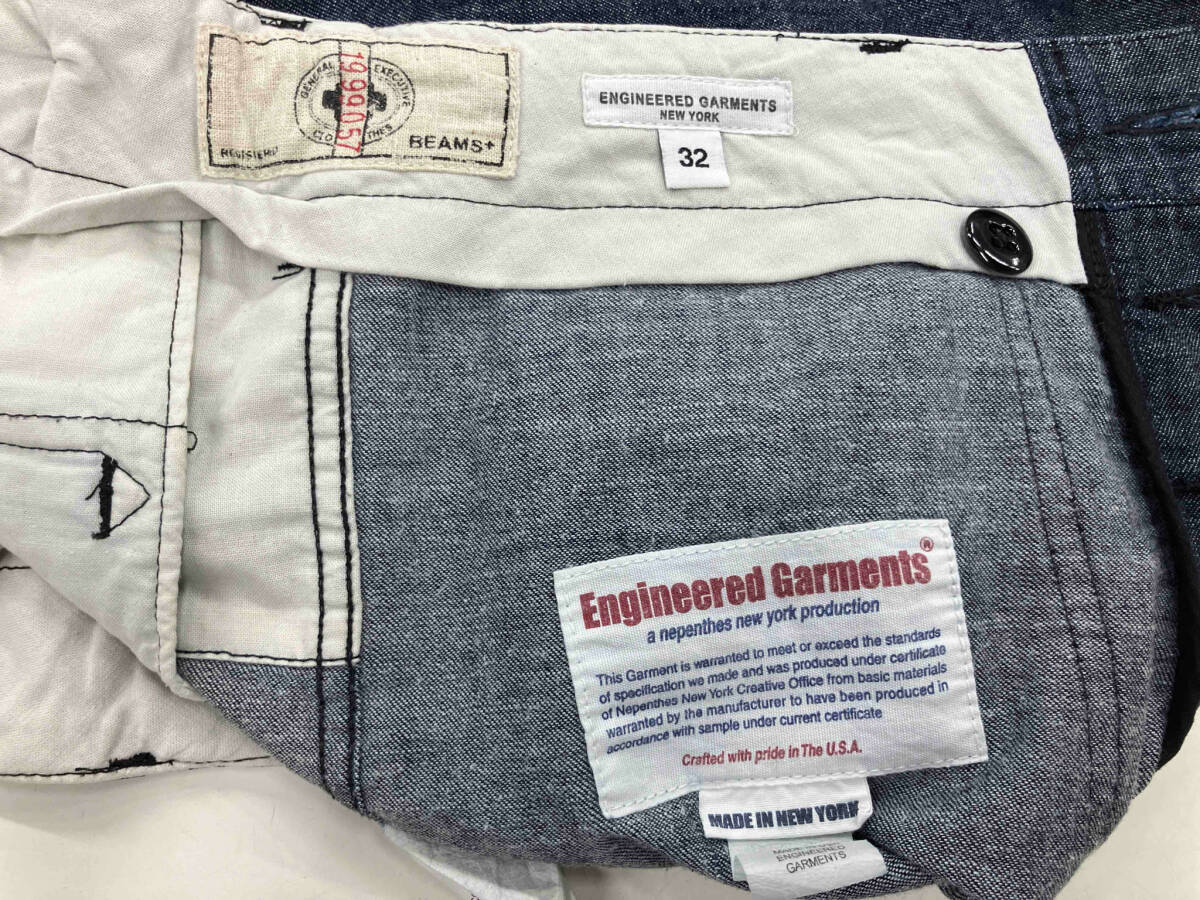 GENERAL EXECUTIVE
CLOTHES
1999057
REGISTERD
BEAMS+
ENGINEERED GARMENTS
NEW YORK
32
Engineered Garments®
a nepenthes new york production
This Garment is warranted to meet or exceed the standards
of specification we made and was produced under certificate
of Nepenthes New York Creative Office from basic materials
warranted by the manufacturer to have been produced in
accordance with sample under current certificate
Crafted with pride in The U.S.A.
MADE IN NEW YORK
ENGINEERED
GARMENTS